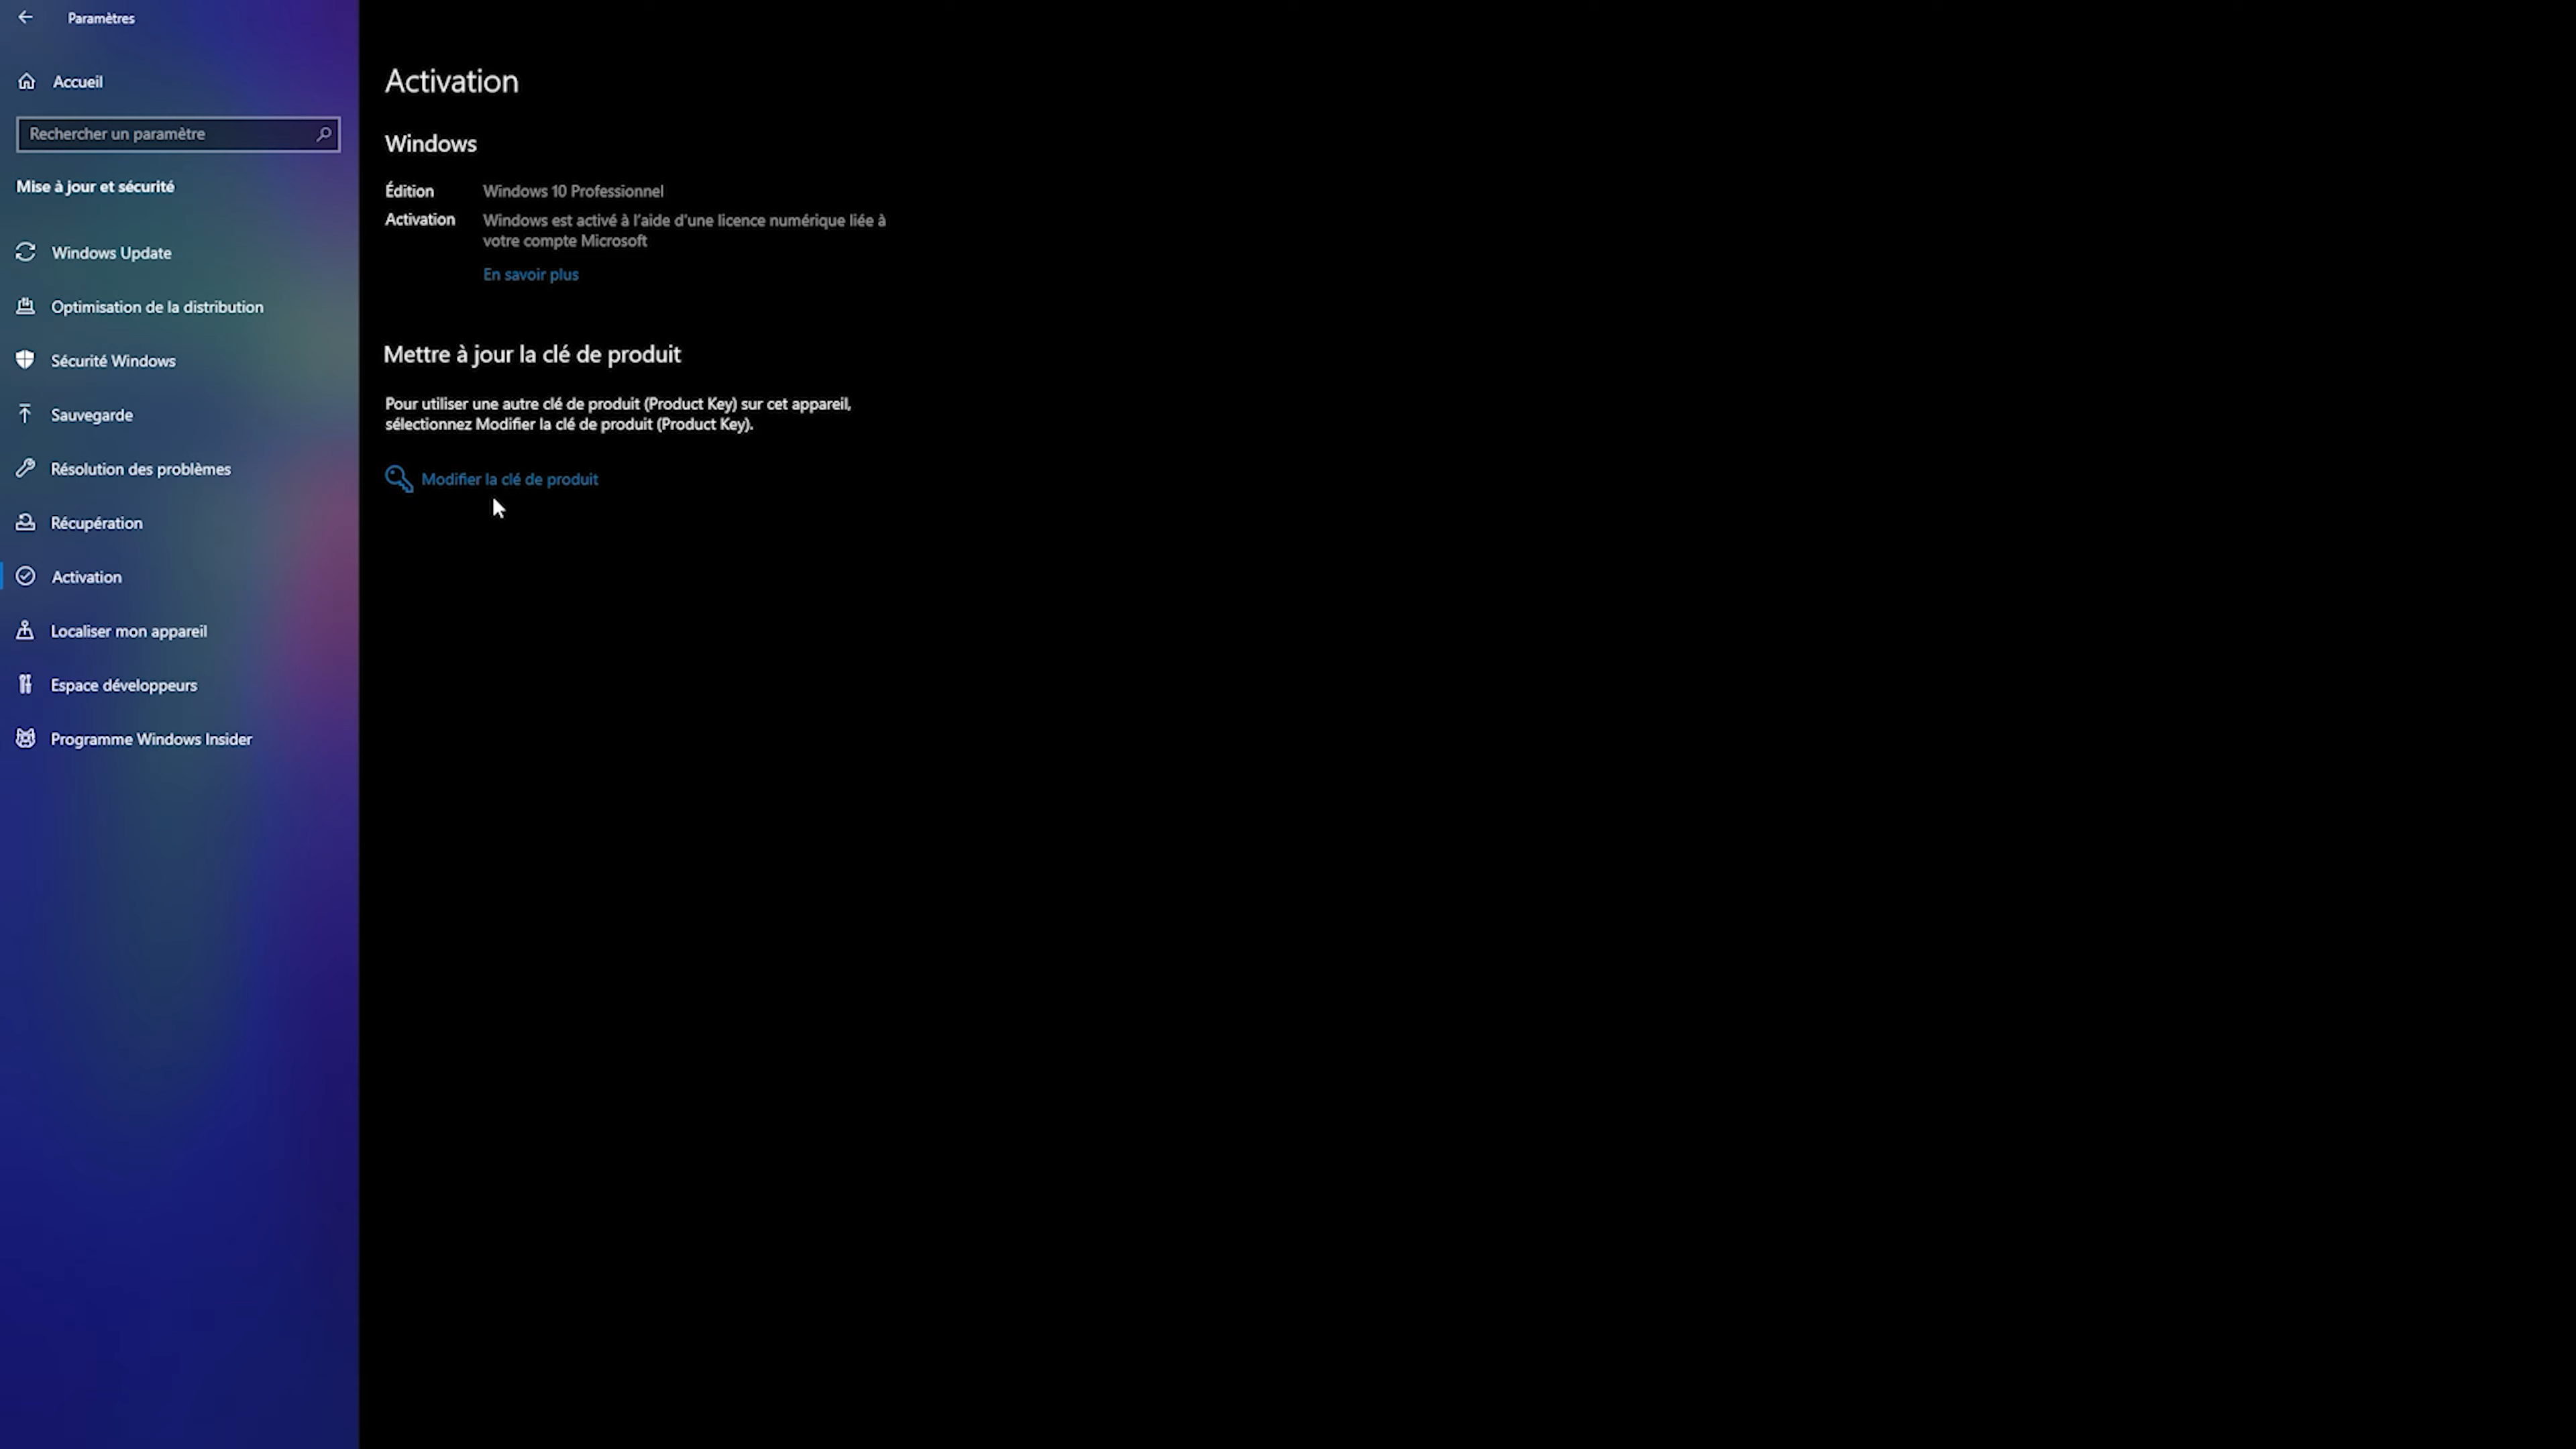 Paramètres
Accueil
Rechercher un paramètre
Mise à jour et sécurité
Windows Update
Optimisation de la distribution
Sécurité Windows
Sauvegarde
Résolution des problèmes
Récupération
Activation
Localiser mon appareil
Espace développeurs
Programme Windows Insider
Activation
Windows
Édition Windows 10 Professionnel
Activation Windows est activé à l’aide d’une licence numérique liée à
votre compte Microsoft
En savoir plus
Mettre à jour la clé de produit
Pour utiliser une autre clé de produit (Product Key) sur cet appareil,
sélectionnez Modifier la clé de produit (Product Key).
Modifier la clé de produit